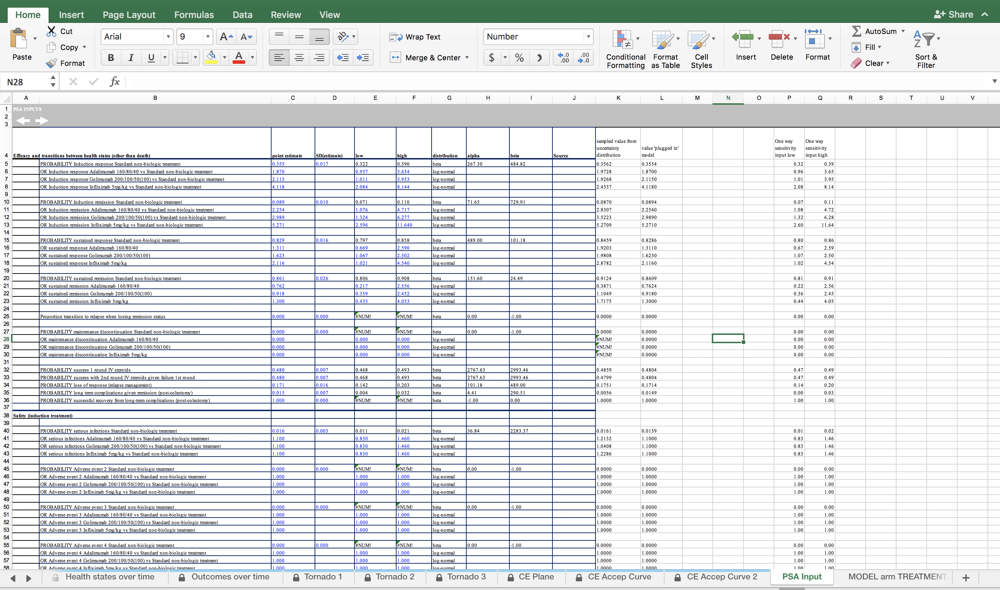 Home Insert Page Layout Formulas Data Review View Share
Paste Cut Copy Format
Arial 9 A A
B I U A
Wrap Text
Merge & Center
Number
$ % .0 .00 .00 .0
Conditional Formatting Format as Table Cell Styles Insert Delete Format
AutoSum Fill Clear Sort & Filter
N28 fx
A B C D E F G H I J K L M N O P Q R S T U V
1 PSA INPUTS
2
3
4 Efficacy and transitions between health states (other than death) point estimate SD(estimate) low high distribution alpha beta Source sampled value from uncertainty distribution value 'plugged in' model One way sensitivity input low One way sensitivity input high
5 PROBABILITY Induction response Standard non-biologic treatment 0.355 0.017 0.322 0.390 beta 267.30 484.82 0.3562 0.3554 0.32 0.39
6 OR Induction response Adalimumab 160/80/40 vs Standard non-biologic treatment 1.870 0.957 3.654 log-normal 1.9728 1.8700 0.96 3.65
7 OR Induction response Golimumab 200/100/50(100) vs Standard non-biologic treatment 2.115 1.011 3.953 log-normal 1.9268 2.1150 1.01 3.95
8 OR Induction response Infliximab 5mg/kg vs Standard non-biologic treatment 4.118 2.084 8.144 log-normal 2.4537 4.1180 2.08 8.14
9
10 PROBABILITY Induction remission Standard non-biologic treatment 0.089 0.010 0.071 0.110 beta 71.65 729.91 0.0870 0.0894 0.07 0.11
11 OR Induction remission Adalimumab 160/80/40 vs Standard non-biologic treatment 2.254 1.076 4.717 log-normal 2.8307 2.2540 1.08 4.72
12 OR Induction remission Golimumab 200/100/50(100) vs Standard non-biologic treatment 2.989 1.324 6.277 log-normal 3.5223 2.9890 1.32 6.28
13 OR Induction remission Infliximab 5mg/kg vs Standard non-biologic treatment 5.271 2.596 11.640 log-normal 5.2709 5.2710 2.60 11.64
14
15 PROBABILITY sustained response Standard non-biologic treatment 0.829 0.016 0.797 0.858 beta 489.00 101.18 0.8459 0.8286 0.80 0.86
16 OR sustained response Adalimumab 160/80/40 1.311 0.669 2.590 log-normal 1.9203 1.3110 0.67 2.59
17 OR sustained response Golimumab 200/100/50(100) 1.623 1.067 2.502 log-normal 1.9808 1.6230 1.07 2.50
18 OR sustained response Infliximab 5mg/kg 2.116 1.021 4.540 log-normal 2.8782 2.1160 1.02 4.54
19
20 PROBABILITY sustained remission Standard non-biologic treatment 0.861 0.026 0.806 0.908 beta 151.60 24.49 0.9124 0.8609 0.81 0.91
21 OR sustained remission Adalimumab 160/80/40 0.762 0.217 2.556 log-normal 0.3871 0.7624 0.22 2.56
22 OR sustained remission Golimumab 200/100/50(100) 0.918 0.359 2.452 log-normal 1.1049 0.9180 0.36 2.45
23 OR sustained remission Infliximab 5mg/kg 1.300 0.435 4.053 log-normal 1.7175 1.3000 0.44 4.05
24
25 Proportion transition to relapse when losing remission status 0.000 0.000 #NUM! #NUM! beta 0.00 -1.00 0.0000 0.0000 0.00 0.00
26
27 PROBABILITY maintenance discontinuation Standard non-biologic treatment 0.000 0.000 #NUM! #NUM! beta 0.00 -1.00 0.0000 0.0000 0.00 0.00
28 OR maintenance discontinuation Adalimumab 160/80/40 0.000 0.000 0.000 log-normal #NUM! 0.0000 0.00 0.00
29 OR maintenance discontinuation Golimumab 200/100/50(100) 0.000 0.000 0.000 log-normal #NUM! 0.0000 0.00 0.00
30 OR maintenance discontinuation Infliximab 5mg/kg 0.000 0.000 0.000 log-normal #NUM! 0.0000 0.00 0.00
31
32 PROBABILITY success 1 round IV steroids 0.480 0.007 0.468 0.493 beta 2767.63 2993.46 0.4859 0.4804 0.47 0.49
33 PROBABILITY success with 2nd round IV steroids given failure 1st round 0.480 0.007 0.468 0.493 beta 2767.63 2993.46 0.4799 0.4804 0.47 0.49
34 PROBABILITY loss of response (relapse management) 0.171 0.016 0.142 0.203 beta 101.18 489.00 0.1751 0.1714 0.14 0.20
35 PROBABILITY long term complications given remission (post-colectomy) 0.015 0.007 0.004 0.032 beta 4.41 290.51 0.0056 0.0149 0.00 0.03
36 PROBABILITY successful recovery from long-term complications (post-colectomy) 1.000 0.000 #NUM! #NUM! beta -1.00 0.00 1.0000 1.0000 1.00 1.00
37
38 Safety (induction treatment)
39
40 PROBABILITY serious infections Standard non-biologic treatment 0.016 0.003 0.011 0.021 beta 36.84 2283.37 0.0161 0.0159 0.01 0.02
41 OR serious infections Adalimumab 160/80/40 vs Standard non-biologic treatment 1.100 0.830 1.460 log-normal 1.2132 1.1000 0.83 1.46
42 OR serious infections Golimumab 200/100/50(100) vs Standard non-biologic treatment 1.100 0.830 1.460 log-normal 1.0408 1.1000 0.83 1.46
43 OR serious infections Infliximab 5mg/kg vs Standard non-biologic treatment 1.100 0.830 1.460 log-normal 1.2286 1.1000 0.83 1.46
44
45 PROBABILITY Adverse event 2 Standard non-biologic treatment 0.000 0.000 #NUM! #NUM! beta 0.00 -1.00 0.0000 0.0000 0.00 0.00
46 OR Adverse event 2 Adalimumab 160/80/40 vs Standard non-biologic treatment 1.000 1.000 1.000 log-normal 1.0000 1.0000 1.00 1.00
47 OR Adverse event 2 Golimumab 200/100/50(100) vs Standard non-biologic treatment 1.000 1.000 1.000 log-normal 1.0000 1.0000 1.00 1.00
48 OR Adverse event 2 Infliximab 5mg/kg vs Standard non-biologic treatment 1.000 1.000 1.000 log-normal 1.0000 1.0000 1.00 1.00
49
50 PROBABILITY Adverse event 3 Standard non-biologic treatment 0.000 0.000 #NUM! #NUM! beta 0.00 -1.00 0.0000 0.0000 0.00 0.00
51 OR Adverse event 3 Adalimumab 160/80/40 vs Standard non-biologic treatment 1.000 1.000 1.000 log-normal 1.0000 1.0000 1.00 1.00
52 OR Adverse event 3 Golimumab 200/100/50(100) vs Standard non-biologic treatment 1.000 1.000 1.000 log-normal 1.0000 1.0000 1.00 1.00
53 OR Adverse event 3 Infliximab 5mg/kg vs Standard non-biologic treatment 1.000 1.000 1.000 log-normal 1.0000 1.0000 1.00 1.00
54
55 PROBABILITY Adverse event 4 Standard non-biologic treatment 0.000 0.000 #NUM! #NUM! beta 0.00 -1.00 0.0000 0.0000 0.00 0.00
56 OR Adverse event 4 Adalimumab 160/80/40 vs Standard non-biologic treatment 1.000 1.000 1.000 log-normal 1.0000 1.0000 1.00 1.00
57 OR Adverse event 4 Golimumab 200/100/50(100) vs Standard non-biologic treatment 1.000 1.000 1.000 log-normal 1.0000 1.0000 1.00 1.00
58 OR Adverse event 4 Infliximab 5mg/kg vs Standard non-biologic treatment 1.000 1.000 1.000 log-normal 1.0000 1.0000 1.00 1.00
Health states over time Outcomes over time Tornado 1 Tornado 2 Tornado 3 CE Plane CE Accep Curve CE Accep Curve 2 PSA Input MODEL arm TREATMENT +